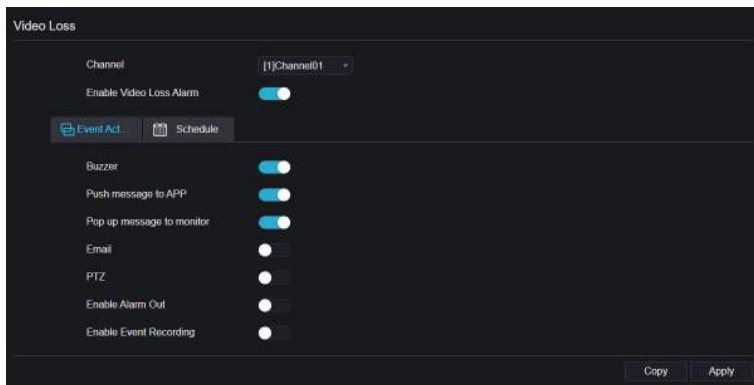 Video Loss
Channel [1]Channel01
Enable Video Loss Alarm
Event Act... Schedule
Buzzer
Push message to APP
Pop up message to monitor
Email
PTZ
Enable Alarm Out
Enable Event Recording
Copy Apply